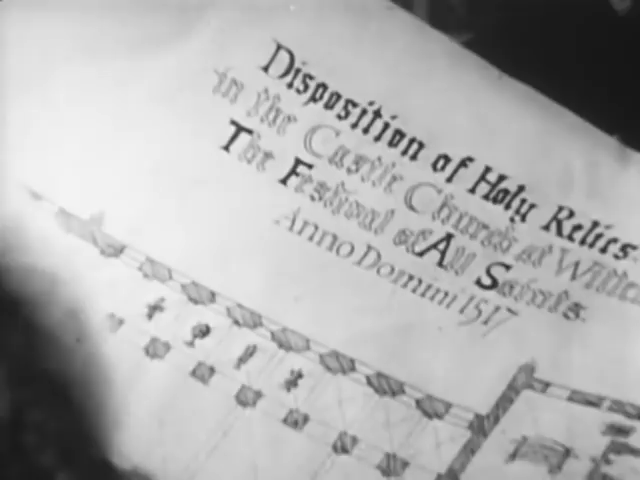 Disposition of Holy Relics
in the Castle Church at Witte
The Festival of All Saints.
Anno Domini 1517